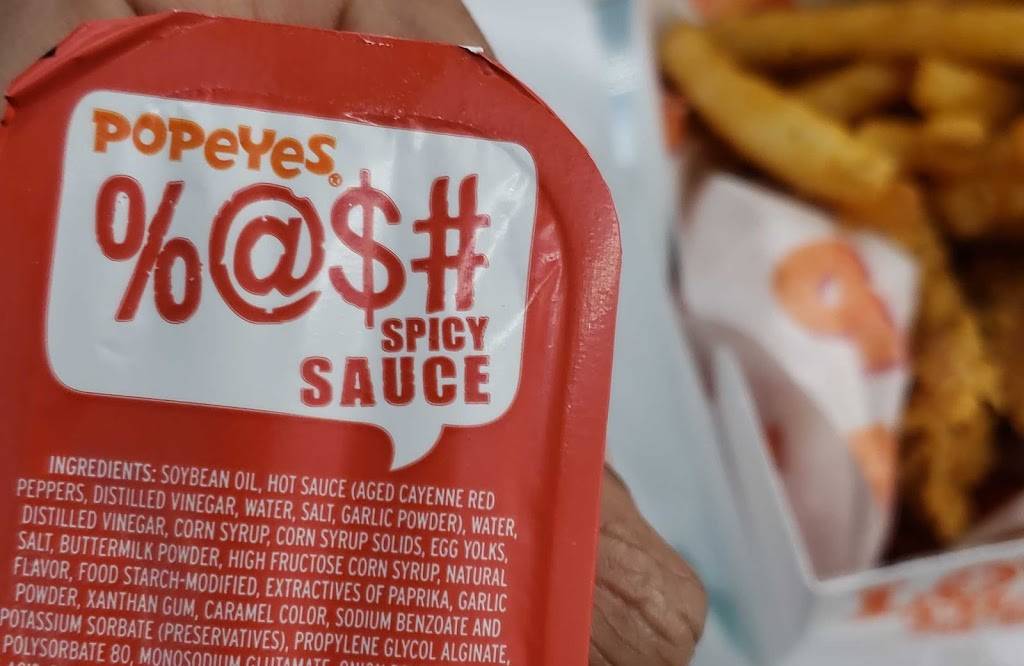 POPEYES®
%@$#
SPICY
SAUCE
INGREDIENTS: SOYBEAN OIL, HOT SAUCE (AGED CAYENNE RED
PEPPERS, DISTILLED VINEGAR, WATER, SALT, GARLIC POWDER), WATER,
DISTILLED VINEGAR, CORN SYRUP, CORN SYRUP SOLIDS, EGG YOLKS,
SALT, BUTTERMILK POWDER, HIGH FRUCTOSE CORN SYRUP, NATURAL
FLAVOR, FOOD STARCH-MODIFIED, EXTRACTIVES OF PAPRIKA, GARLIC
POWDER, XANTHAN GUM, CARAMEL COLOR, SODIUM BENZOATE AND
POTASSIUM SORBATE (PRESERVATIVES), PROPYLENE GLYCOL ALGINATE,
POLYSORBATE 80, MONOSODIUM GLUTAMATE,